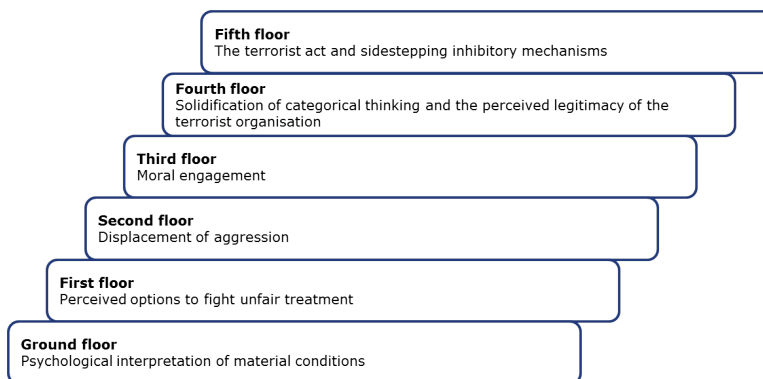 Fifth floor
The terrorist act and sidestepping inhibitory mechanisms
Fourth floor
Solidification of categorical thinking and the perceived legitimacy of the
terrorist organisation
Third floor
Moral engagement
Second floor
Displacement of aggression
First floor
Perceived options to fight unfair treatment
Ground floor
Psychological interpretation of material conditions